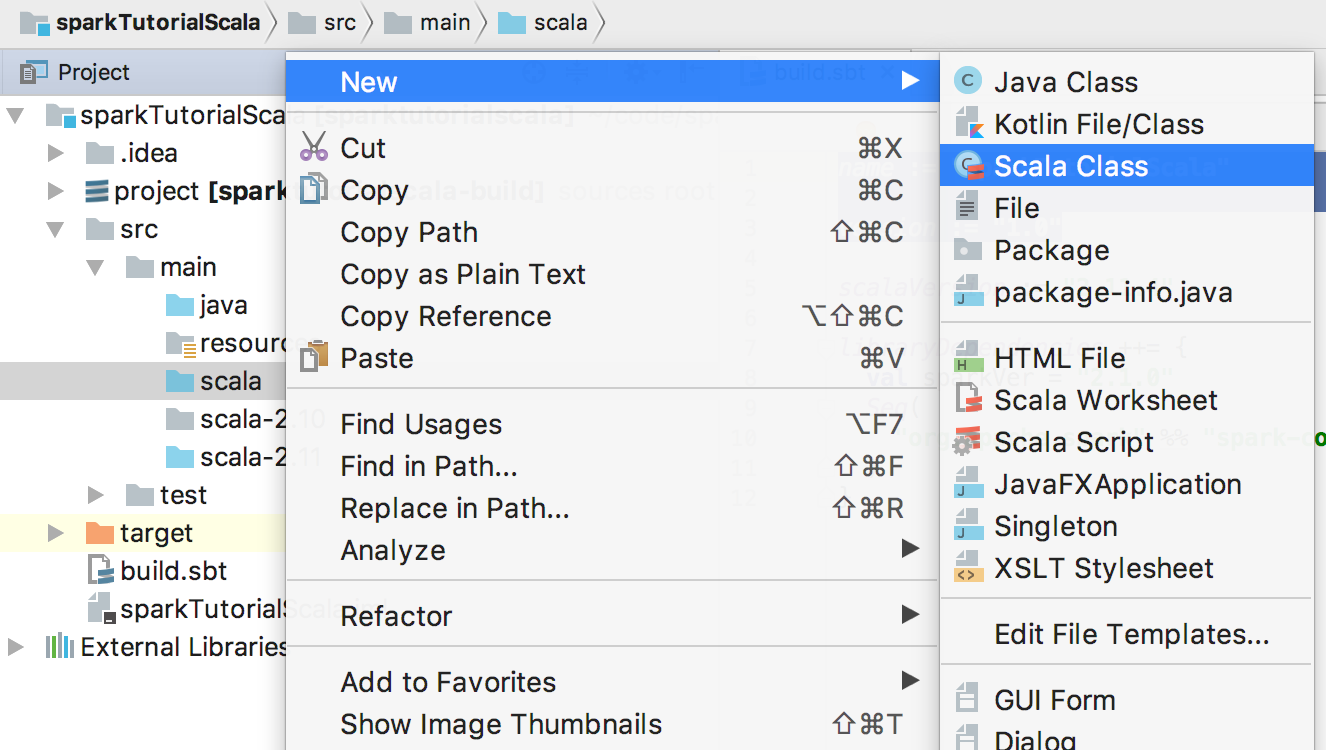 sparkTutorialScala src main scala
Project
sparkTutorialSca
.idea
project [spark
src
main
java
resource
scala
scala-2.10
scala-2.11
test
target
build.sbt
sparkTutorialS
External Libraries
New
Cut ⌘X
Copy ⌘C
Copy Path ⇧⌘C
Copy as Plain Text
Copy Reference ⌥⇧⌘C
Paste ⌘V
Find Usages ⌥F7
Find in Path... ⇧⌘F
Replace in Path... ⇧⌘R
Analyze
Refactor
Add to Favorites
Show Image Thumbnails ⇧⌘T
Java Class
Kotlin File/Class
Scala Class
File
Package
package-info.java
HTML File
Scala Worksheet
Scala Script
JavaFXApplication
Singleton
XSLT Stylesheet
Edit File Templates...
GUI Form
Dialog
build.sbt